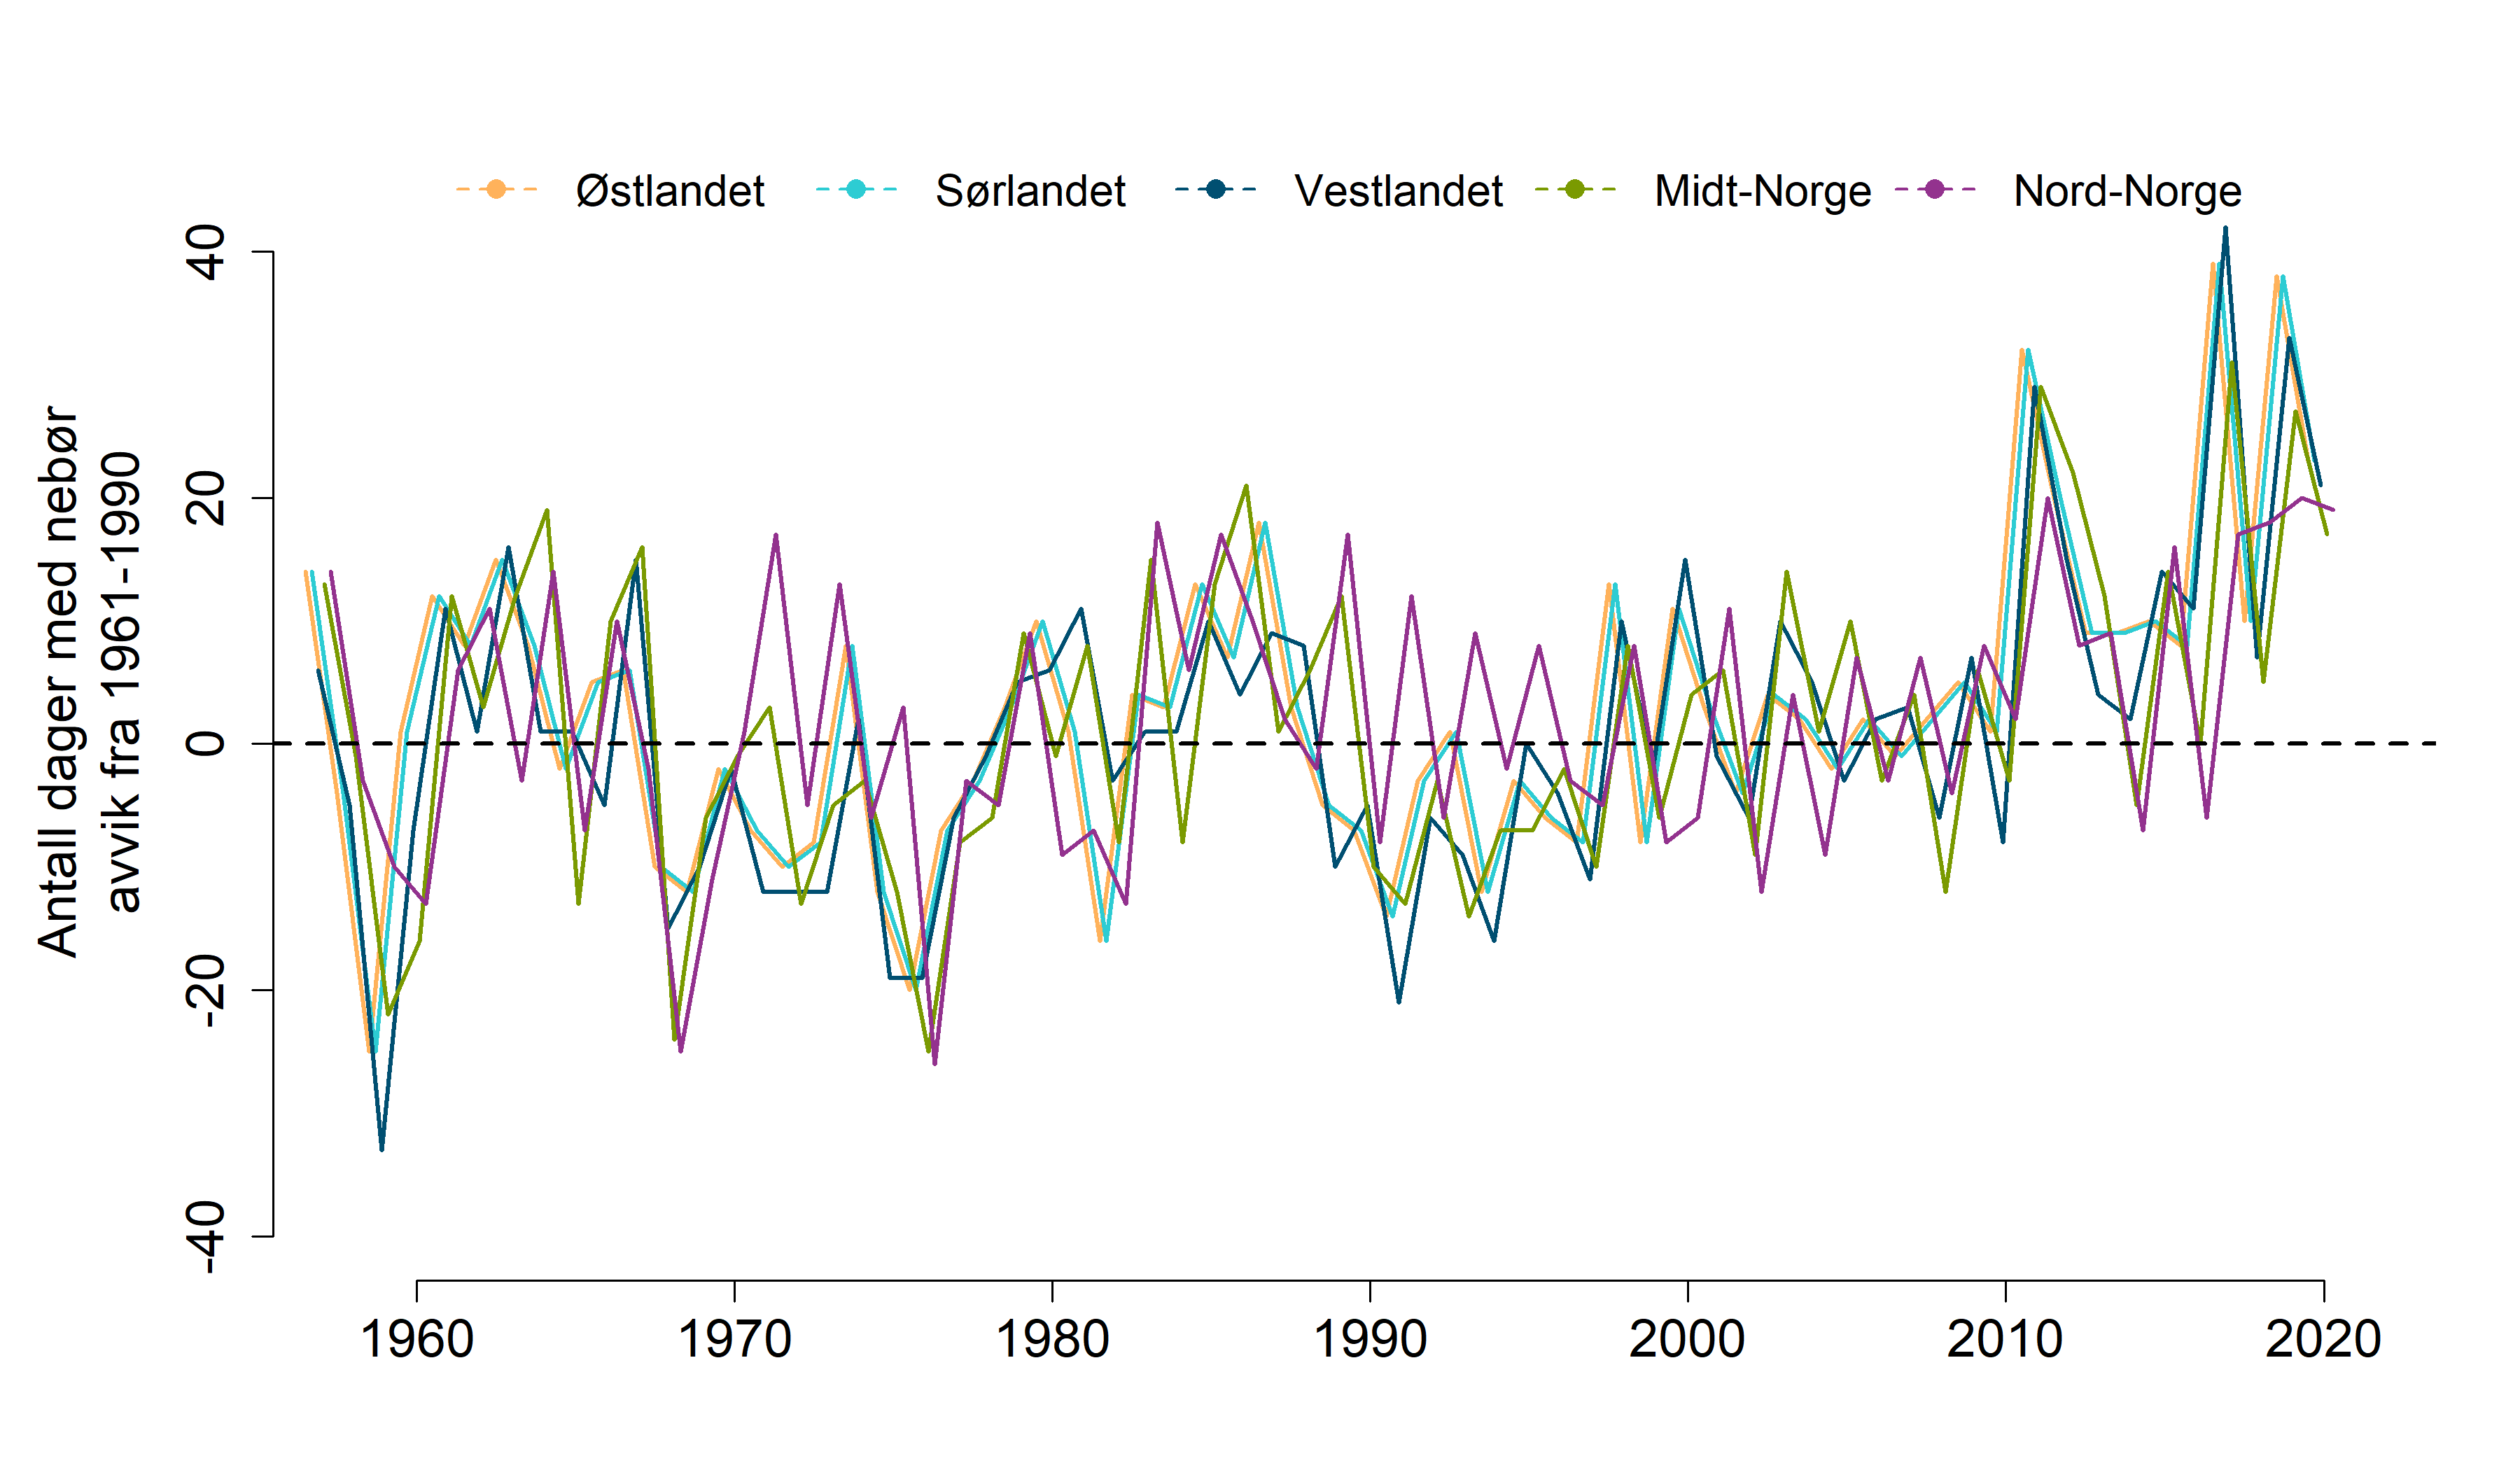 Østlandet
Sørlandet
Vestlandet
Midt-Norge
Nord-Norge
Antall dager med nebør
avvik fra 1961-1990
40
20
0
-20
-40
1960
1970
1980
1990
2000
2010
2020